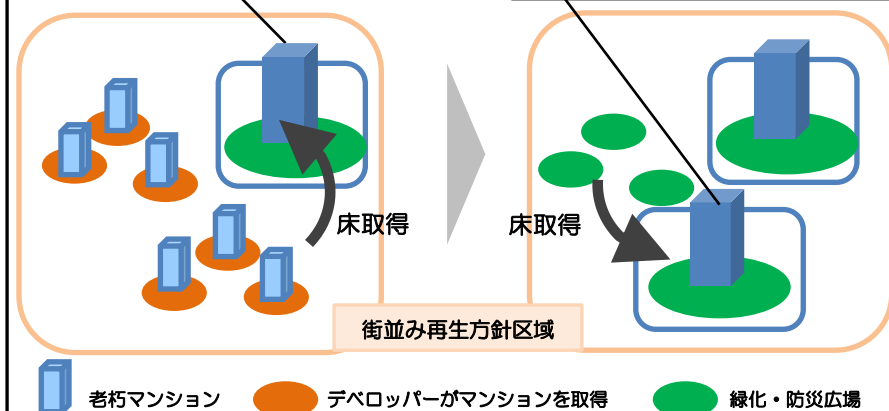 床取得
床取得
街並み再生方針区域
老朽マンション
デベロッパーがマンションを取得
緑化・防災広場